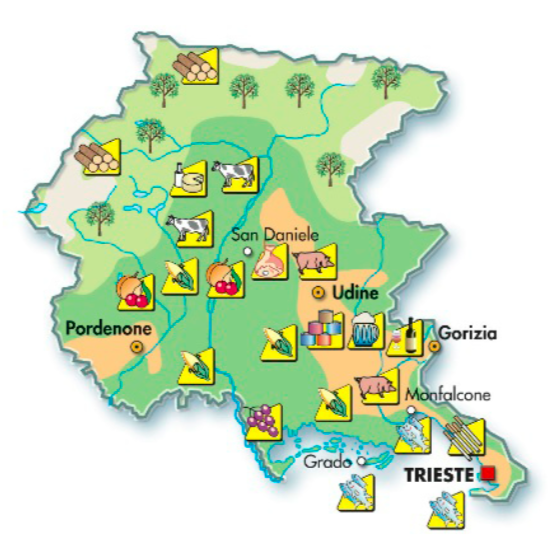 San Daniele
Udine
Pordenone
Gorizia
Monfalcone
Grado
TRIESTE